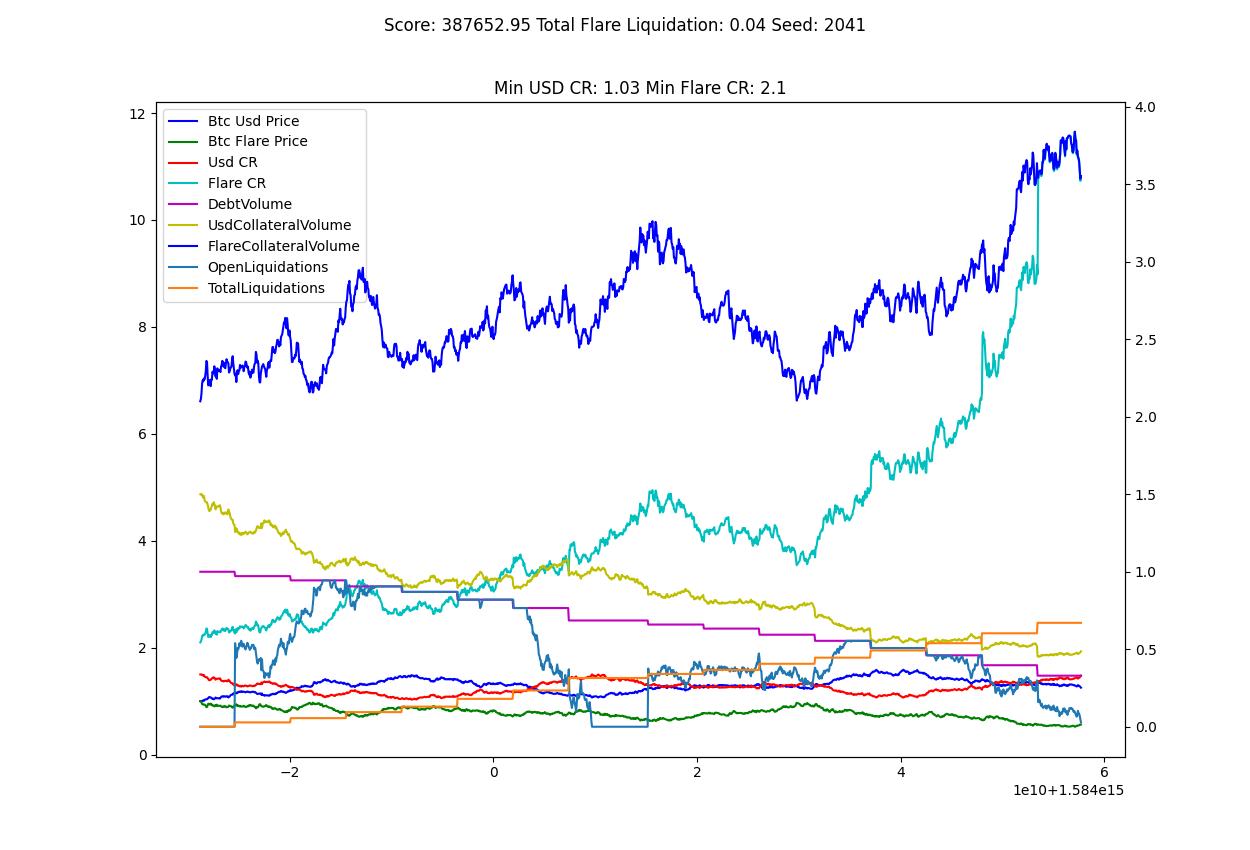 Score: 387652.95 Total Flare Liquidation: 0.04 Seed: 2041
Min USD CR: 1.03 Min Flare CR: 2.1
Btc Usd Price
Btc Flare Price
Usd CR
Flare CR
DebtVolume
UsdCollateralVolume
FlareCollateralVolume
OpenLiquidations
TotalLiquidations
12
10
8
6
4
2
0
4.0
3.5
3.0
2.5
2.0
1.5
1.0
0.5
0.0
−2
0
2
4
6
1e10+1.584e15